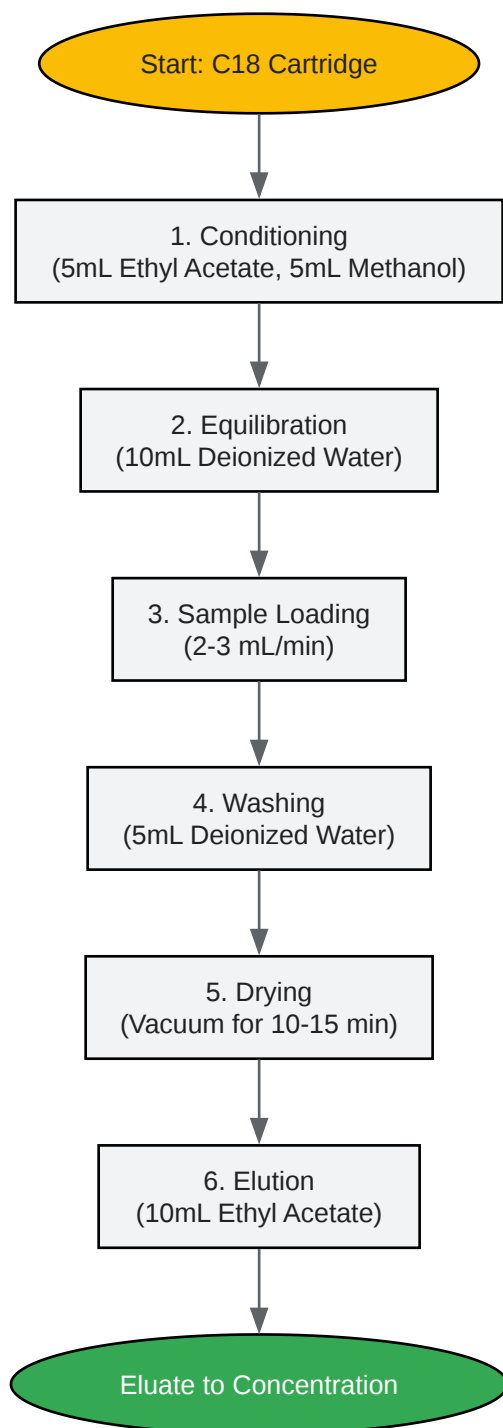 Start: C18 Cartridge
1. Conditioning
(5mL Ethyl Acetate, 5mL Methanol)
2. Equilibration
(10mL Deionized Water)
3. Sample Loading
(2-3 mL/min)
4. Washing
(5mL Deionized Water)
5. Drying
(Vacuum for 10-15 min)
6. Elution
(10mL Ethyl Acetate)
Eluate to Concentration